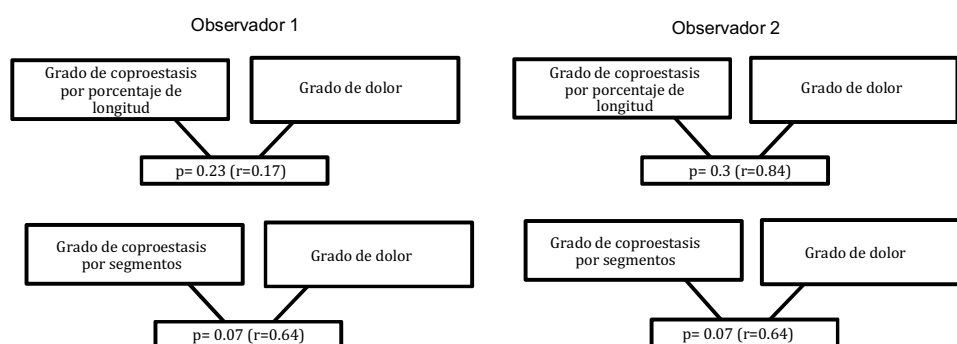 Observador 1
Grado de coproestasis
por porcentaje de
longitud
Grado de dolor
p= 0.23 (r=0.17)
Grado de coproestasis
por segmentos
Grado de dolor
p= 0.07 (r=0.64)
Observador 2
Grado de coproestasis
por porcentaje de
longitud
Grado de dolor
p= 0.3 (r=0.84)
Grado de coproestasis
por segmentos
Grado de dolor
p= 0.07 (r=0.64)